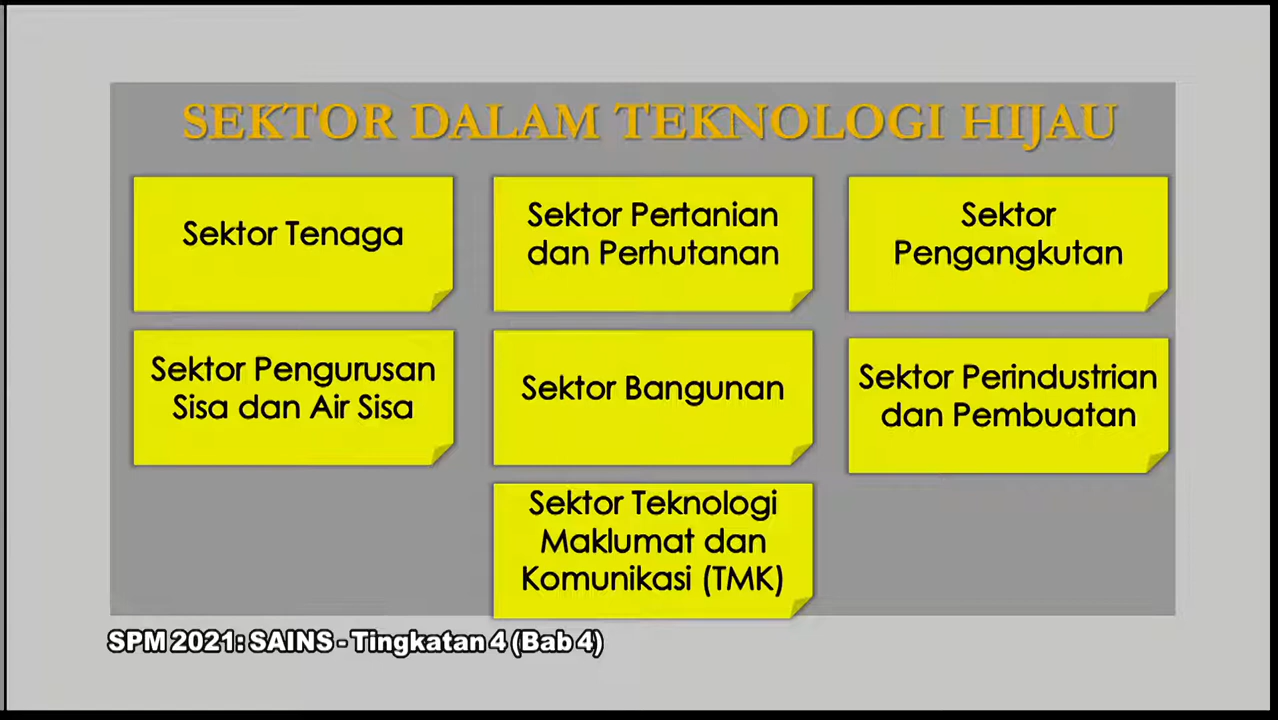 SEKTOR DALAM TEKNOLOGI HIJAU
Sektor Tenaga
Sektor Pertanian
dan Perhutanan
Sektor
Pengangkutan
Sektor Pengurusan
Sisa dan Air Sisa
Sektor Bangunan
Sektor Perindustrian
dan Pembuatan
Sektor Teknologi
Maklumat dan
Komunikasi (TMK)
SPM 2021: SAINS - Tingkatan 4 (Bab 4)